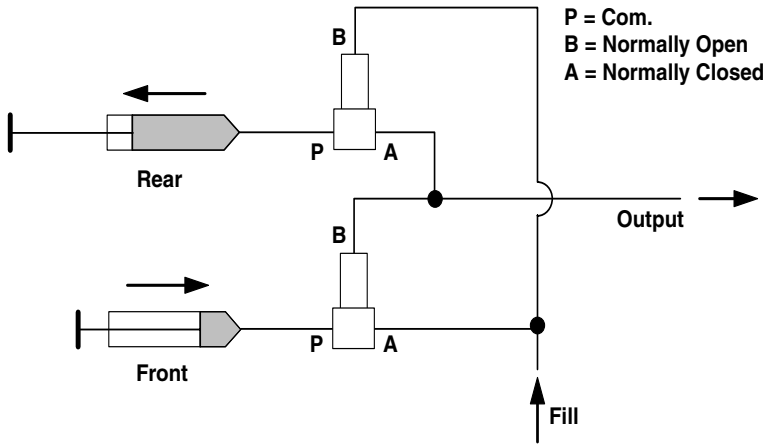 P = Com.
B = Normally Open
A = Normally Closed
B
P
A
Rear
Output
B
P
A
Front
Fill